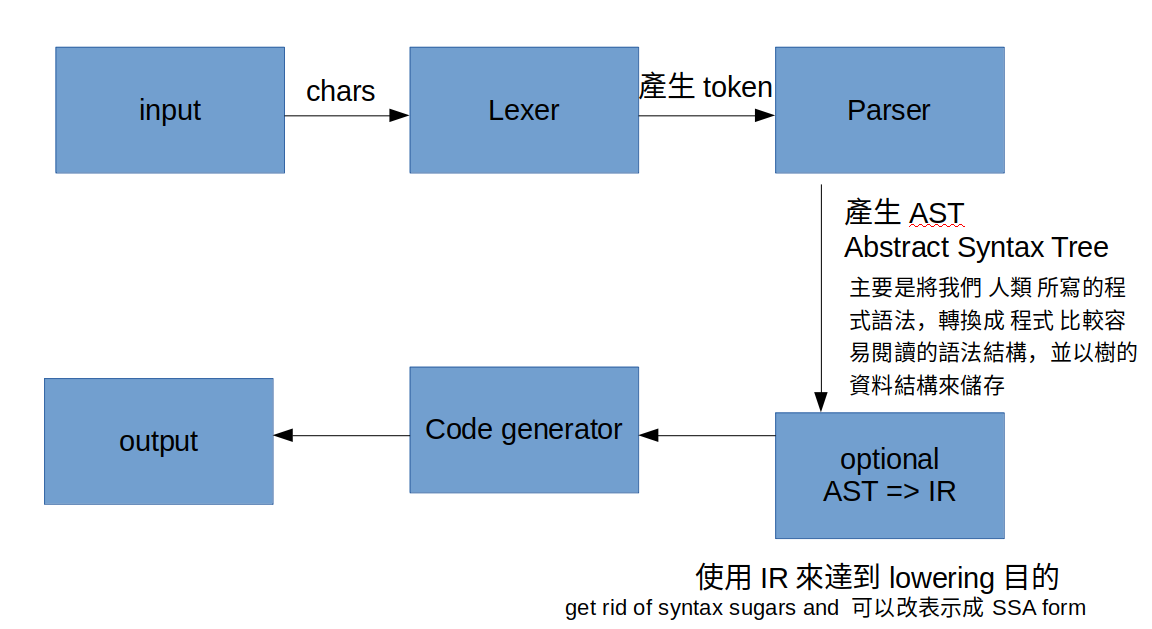 input
chars
Lexer
產生 token
Parser
產生 AST
Abstract Syntax Tree
主要是將我們 人類 所寫的程
式語法，轉換成 程式 比較容
易閱讀的語法結構，並以樹的
資料結構來儲存
optional
AST => IR
使用 IR 來達到 lowering 目的
get rid of syntax sugars and 可以改表示成 SSA form
Code generator
output